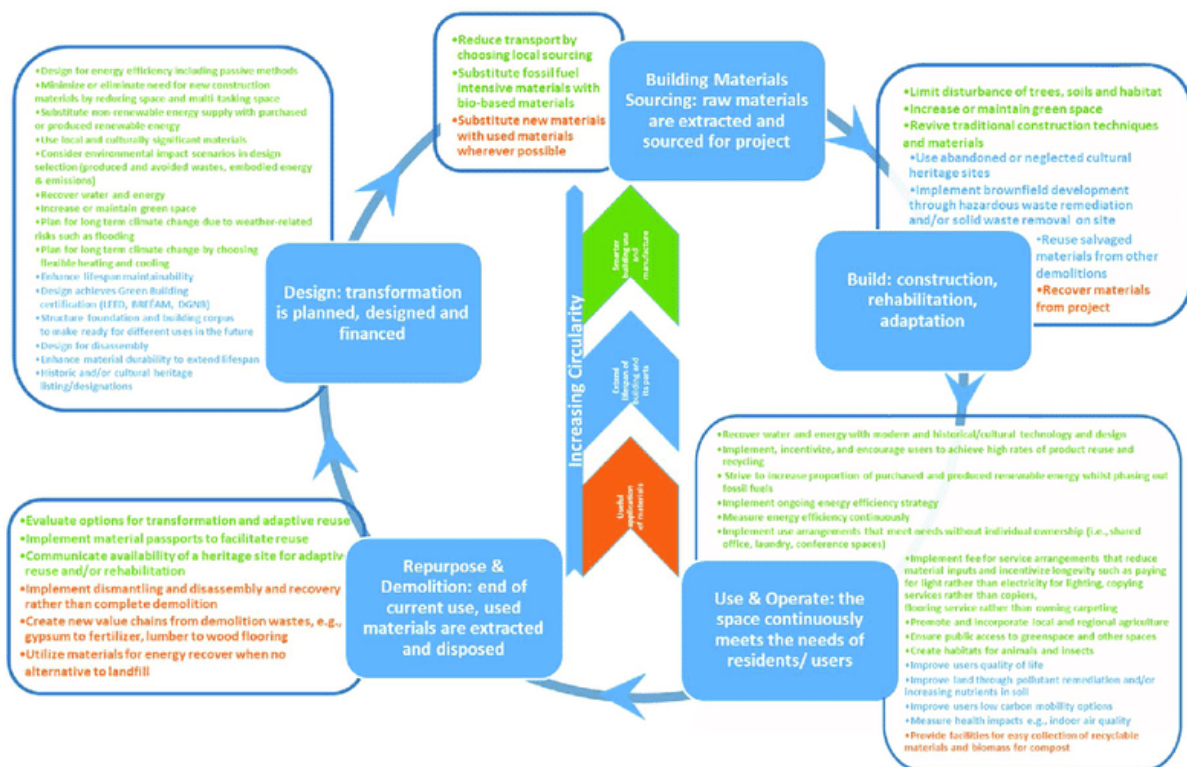 •Design for energy efficiency including passive methods
•Minimize or eliminate need for new construction
materials by reducing space and multi-tasking space
•Substitute non-renewable energy supply with purchased
or produced renewable energy
•Use local and culturally significant materials
•Consider environmental impact scenarios in design
selection (produced and avoided wastes, embodied energy
& emissions)
•Recover water and energy
•Increase or maintain green space
•Plan for long term climate change due to weather-related
risks such as flooding
•Plan for long term climate change by choosing
flexible heating and cooling
•Enhance lifespan maintainability
•Design achieves Green Building
certification (LEED, BREEAM, DGNB)
•Structure foundation and building corpus
to make ready for different uses in the future
•Design for disassembly
•Enhance material durability to extend lifespan
•Historic and/or cultural heritage
listing/designations
Design: transformation
is planned, designed and
financed
•Reduce transport by
choosing local sourcing
•Substitute fossil fuel
intensive materials with
bio-based materials
•Substitute new materials
with used materials
wherever possible
Building Materials
Sourcing: raw materials
are extracted and
sourced for project
•Limit disturbance of trees, soils and habitat
•Increase or maintain green space
•Revive traditional construction techniques
and materials
•Use abandoned or neglected cultural
heritage sites
•Implement brownfield development
through hazardous waste remediation
and/or solid waste removal on site
•Reuse salvaged
materials from other
demolitions
•Recover materials
from project
Build: construction,
rehabilitation,
adaptation
Increasing Circularity
Smarter
building use
and
manufacture
Extend
lifespan of
building and
its parts
Useful
application
of materials
•Recover water and energy with modern and historical/cultural technology and design
•Implement, incentivize, and encourage users to achieve high rates of product reuse and
recycling
• Strive to increase proportion of purchased and produced renewable energy whilst phasing out
fossil fuels
•Implement ongoing energy efficiency strategy
•Measure energy efficiency continuously
•Implement use arrangements that meet needs without individual ownership (i.e., shared
office, laundry, conference spaces)
•Implement fee for service arrangements that reduce
material inputs and incentivize longevity such as paying
for light rather than electricity for lighting, copying
services rather than copiers,
flooring service rather than owning carpeting
•Promote and incorporate local and regional agriculture
•Ensure public access to greenspace and other spaces
•Create habitats for animals and insects
•Improve users quality of life
•Improve land through pollutant remediation and/or
increasing nutrients in soil
•Improve users low carbon mobility options
•Measure health impacts e.g., indoor air quality
•Provide facilities for easy collection of recyclable
materials and biomass for compost
Use & Operate: the
space continuously
meets the needs of
residents/ users
•Evaluate options for transformation and adaptive reuse
•Implement material passports to facilitate reuse
•Communicate availability of a heritage site for adaptive
reuse and/or rehabilitation
•Implement dismantling and disassembly and recovery
rather than complete demolition
•Create new value chains from demolition wastes, e.g.,
gypsum to fertilizer, lumber to wood flooring
•Utilize materials for energy recover when no
alternative to landfill
Repurpose &
Demolition: end of
current use, used
materials are extracted
and disposed